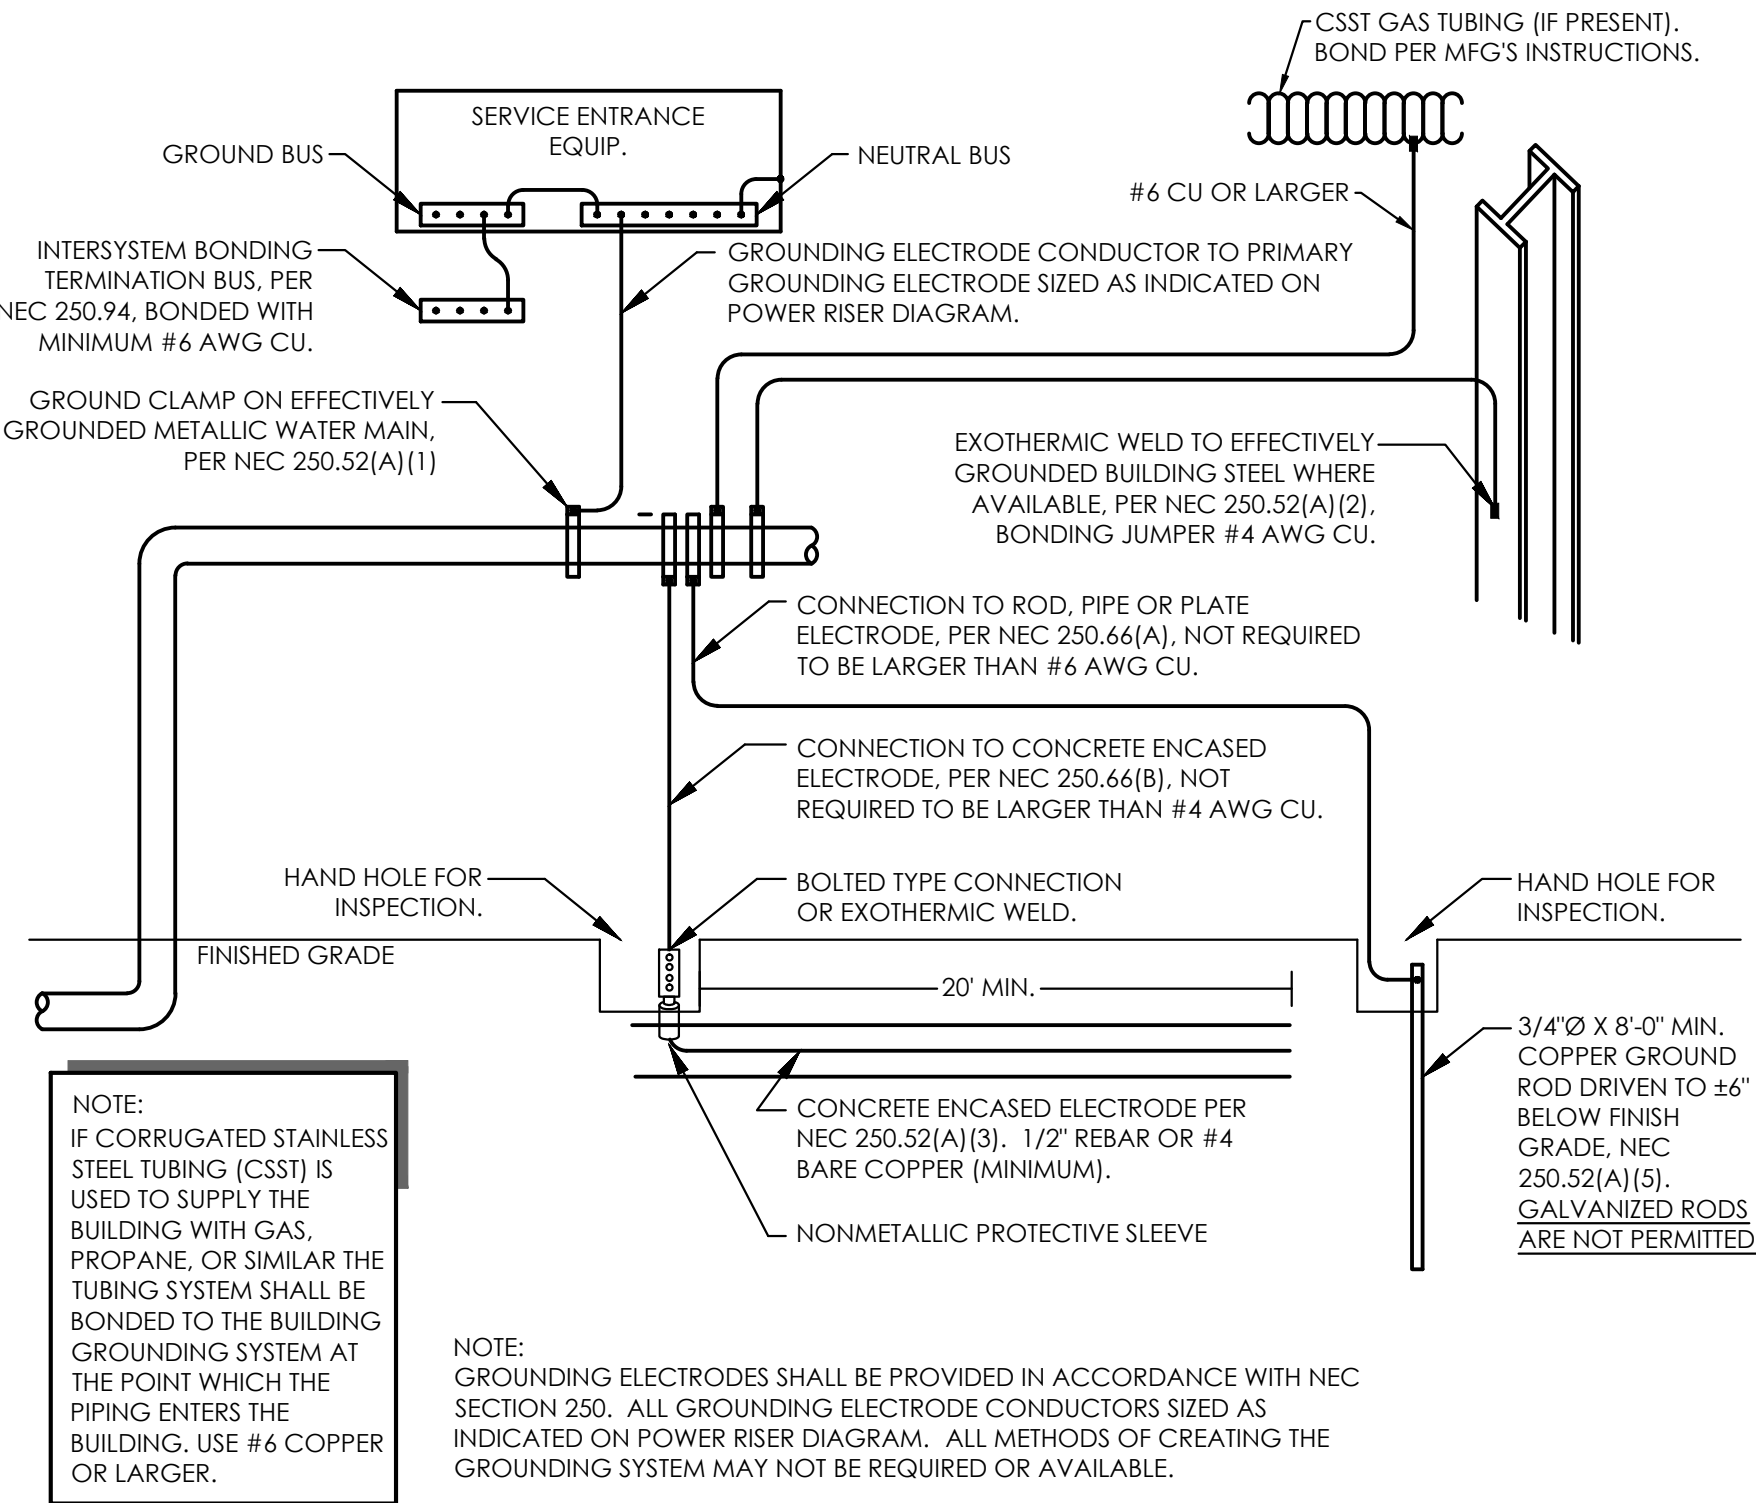 CSST GAS TUBING (IF PRESENT).
BOND PER MFG'S INSTRUCTIONS.
SERVICE ENTRANCE
EQUIP.
GROUND BUS
NEUTRAL BUS
#6 CU OR LARGER
INTERSYSTEM BONDING
TERMINATION BUS, PER
NEC 250.94, BONDED WITH
MINIMUM #6 AWG CU.
GROUNDING ELECTRODE CONDUCTOR TO PRIMARY
GROUNDING ELECTRODE SIZED AS INDICATED ON
POWER RISER DIAGRAM.
GROUND CLAMP ON EFFECTIVELY
GROUNDED METALLIC WATER MAIN,
PER NEC 250.52(A)(1)
EXOTHERMIC WELD TO EFFECTIVELY
GROUNDED BUILDING STEEL WHERE
AVAILABLE, PER NEC 250.52(A)(2),
BONDING JUMPER #4 AWG CU.
CONNECTION TO ROD, PIPE OR PLATE
ELECTRODE, PER NEC 250.66(A), NOT REQUIRED
TO BE LARGER THAN #6 AWG CU.
CONNECTION TO CONCRETE ENCASED
ELECTRODE, PER NEC 250.66(B), NOT
REQUIRED TO BE LARGER THAN #4 AWG CU.
HAND HOLE FOR
INSPECTION.
BOLTED TYPE CONNECTION
OR EXOTHERMIC WELD.
HAND HOLE FOR
INSPECTION.
FINISHED GRADE
20' MIN.
3/4"Ø X 8'-0" MIN.
COPPER GROUND
ROD DRIVEN TO ±6"
BELOW FINISH
GRADE, NEC
250.52(A)(5).
GALVANIZED RODS
ARE NOT PERMITTED
CONCRETE ENCASED ELECTRODE PER
NEC 250.52(A)(3). 1/2" REBAR OR #4
BARE COPPER (MINIMUM).
NONMETALLIC PROTECTIVE SLEEVE
NOTE:
IF CORRUGATED STAINLESS
STEEL TUBING (CSST) IS
USED TO SUPPLY THE
BUILDING WITH GAS,
PROPANE, OR SIMILAR THE
TUBING SYSTEM SHALL BE
BONDED TO THE BUILDING
GROUNDING SYSTEM AT
THE POINT WHICH THE
PIPING ENTERS THE
BUILDING. USE #6 COPPER
OR LARGER.
NOTE:
GROUNDING ELECTRODES SHALL BE PROVIDED IN ACCORDANCE WITH NEC
SECTION 250. ALL GROUNDING ELECTRODE CONDUCTORS SIZED AS
INDICATED ON POWER RISER DIAGRAM. ALL METHODS OF CREATING THE
GROUNDING SYSTEM MAY NOT BE REQUIRED OR AVAILABLE.